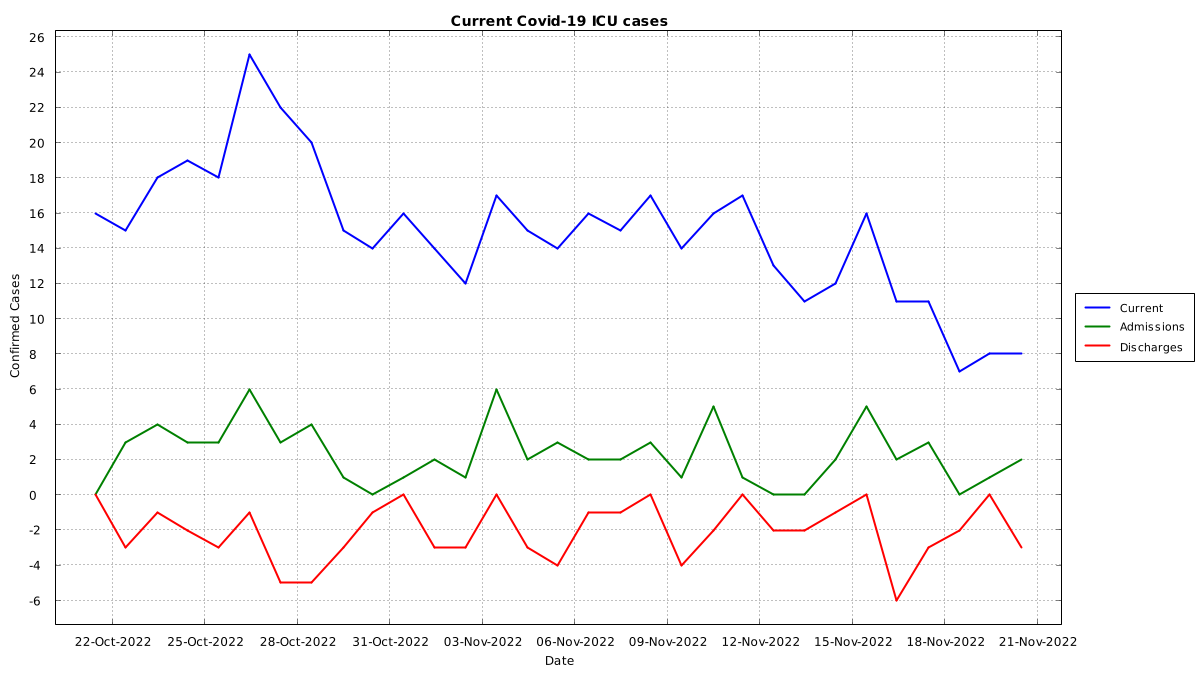 Current Covid-19 ICU cases
Confirmed Cases
26
24
22
20
18
16
14
12
10
8
6
4
2
0
-2
-4
-6
22-Oct-2022 25-Oct-2022 28-Oct-2022 31-Oct-2022 03-Nov-2022 06-Nov-2022 09-Nov-2022 12-Nov-2022 15-Nov-2022 18-Nov-2022 21-Nov-2022
Date
Current
Admissions
Discharges